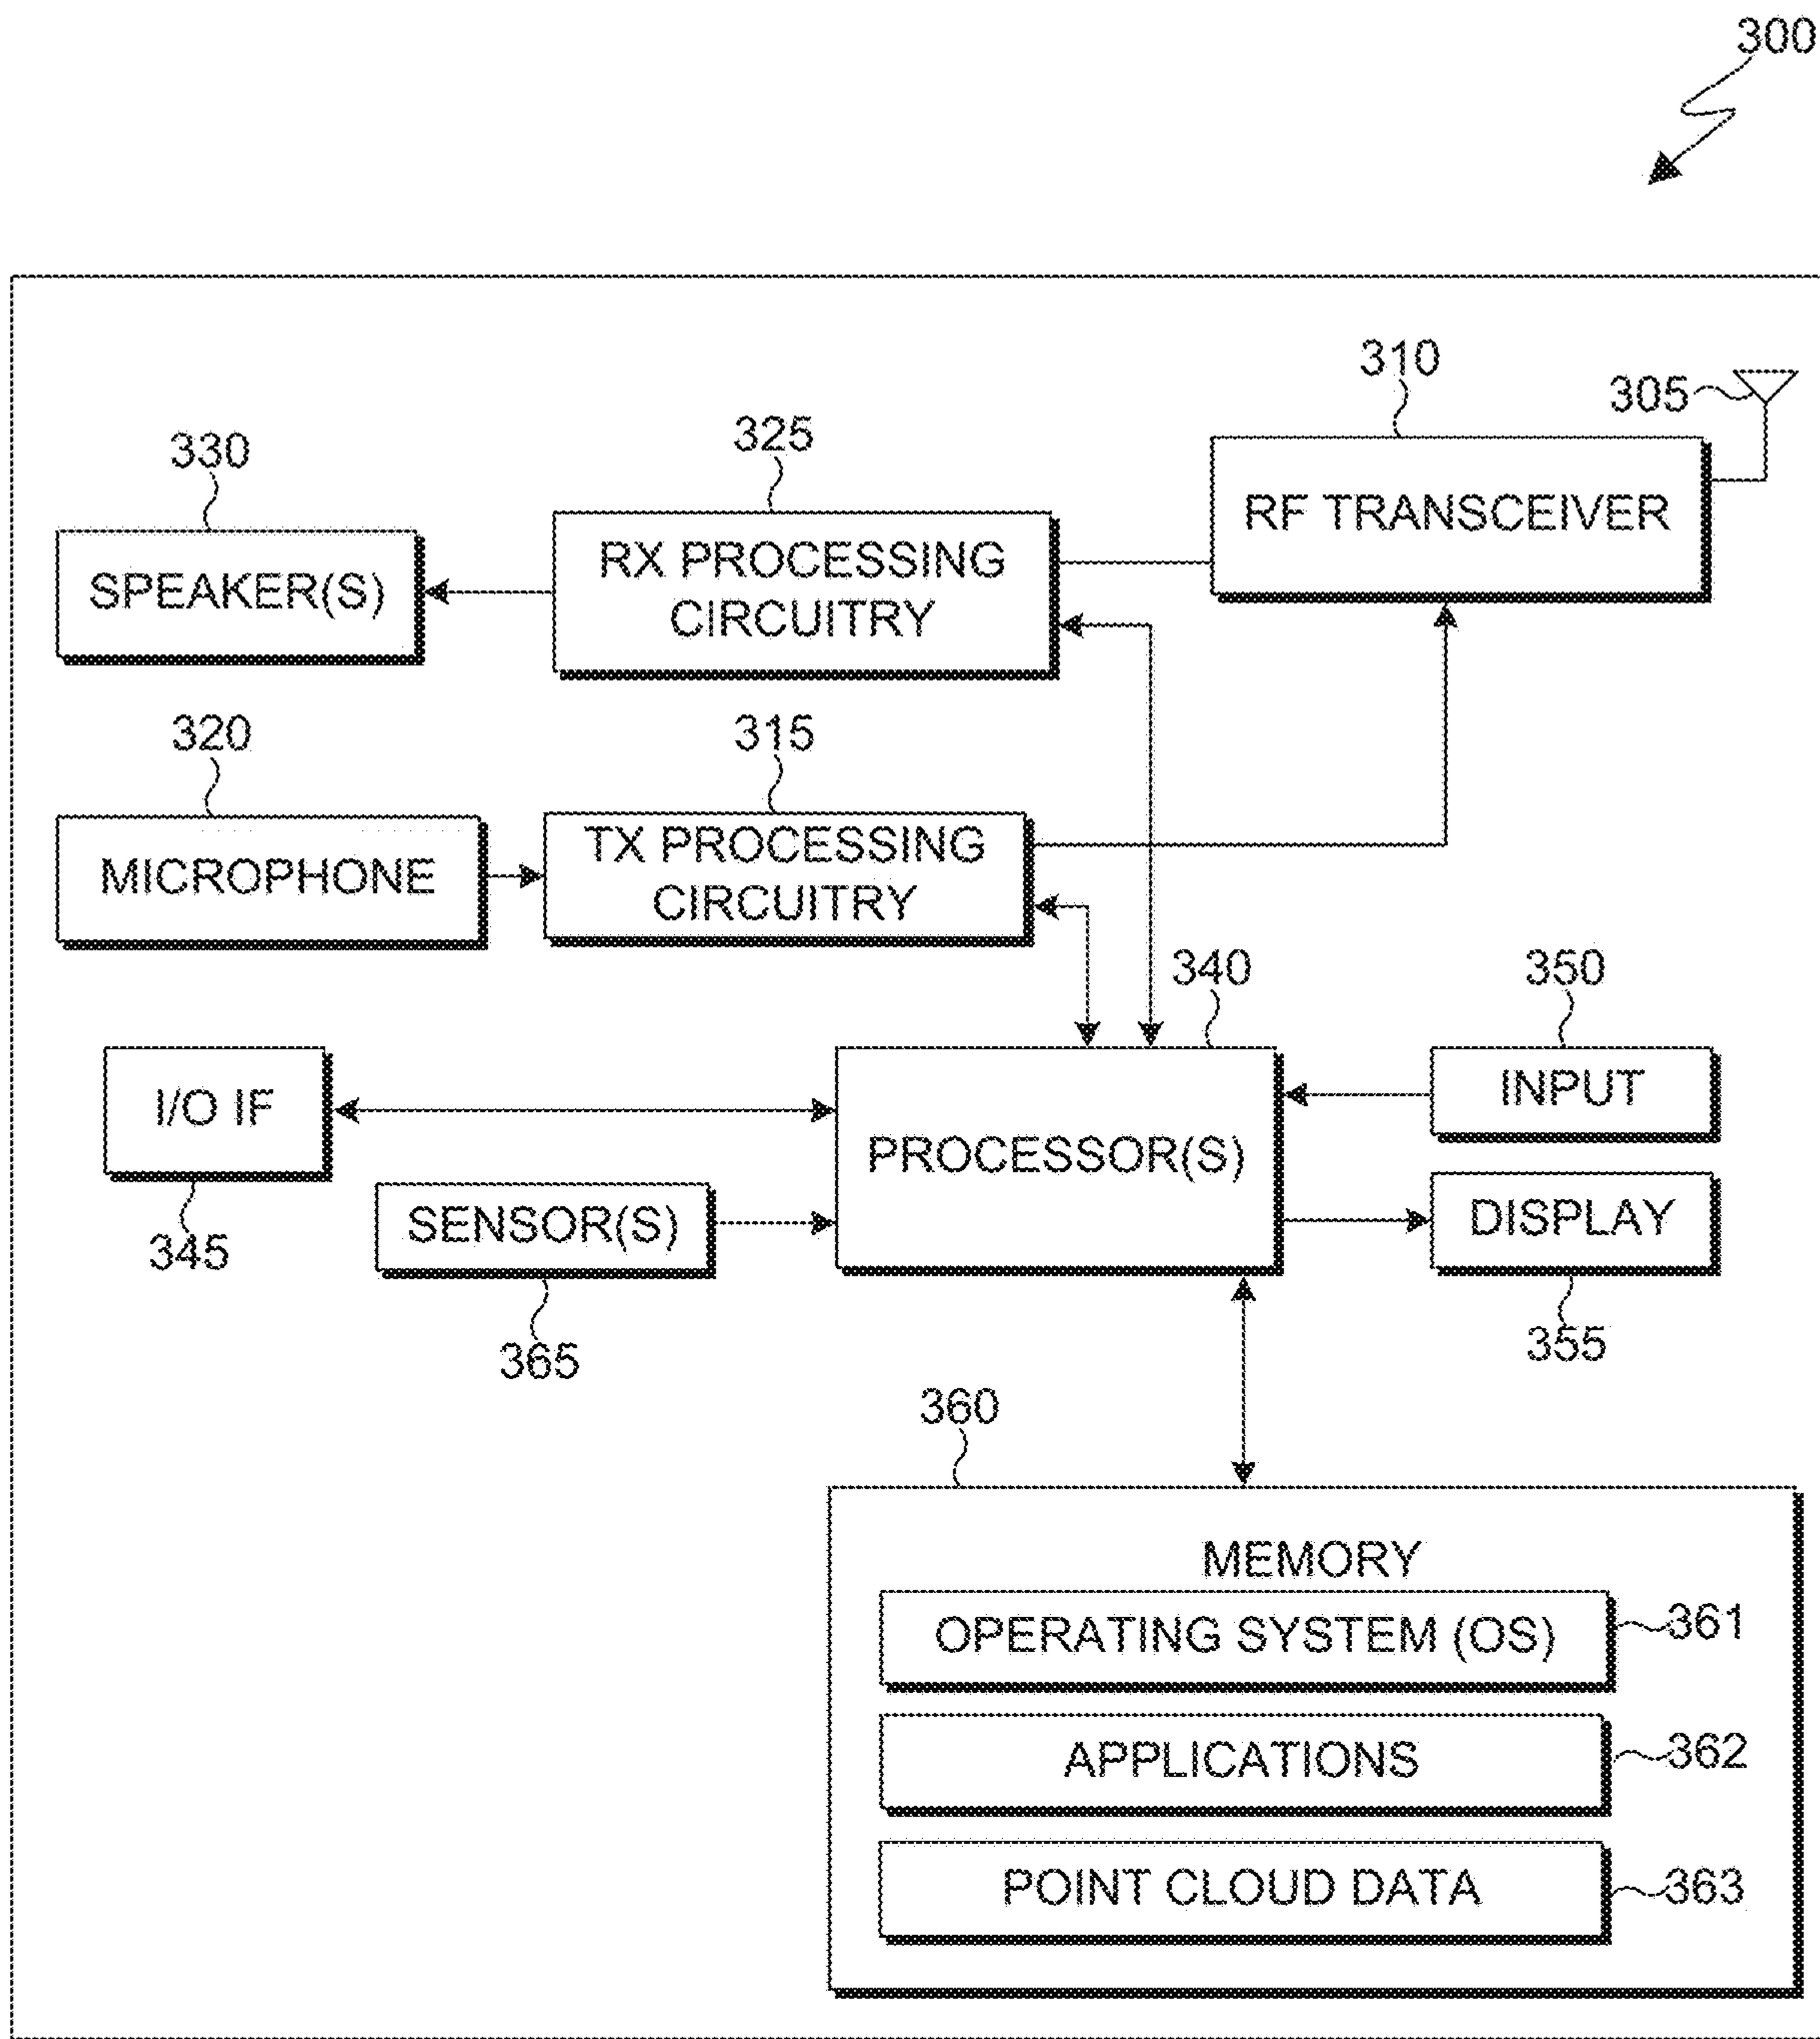 300
310
305
325
330
RF TRANSCEIVER
RX PROCESSING
CIRCUITRY
SPEAKER(S)
320
315
MICROPHONE
TX PROCESSING
CIRCUITRY
340
350
I/O IF
INPUT
PROCESSOR(S)
SENSOR(S)
DISPLAY
345
365
355
360
MEMORY
OPERATING SYSTEM (OS)
361
APPLICATIONS
362
POINT CLOUD DATA
363